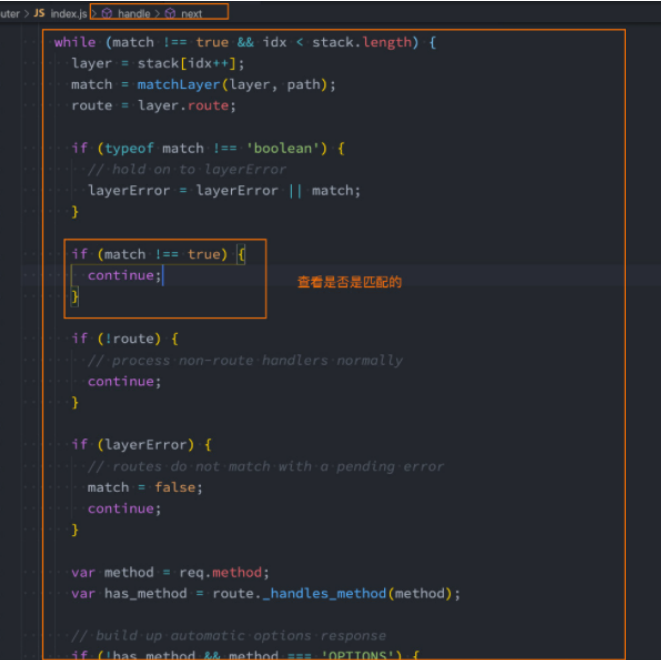 uter > JS index.js > handle > next
while (match !== true && idx < stack.length) {
layer = stack[idx++];
match = matchLayer(layer, path);
route = layer.route;
if (typeof match !== 'boolean') {
// hold on to layerError
layerError = layerError || match;
}
if (match !== true) {
continue;
查看是否是匹配的
}
if (!route) {
// process non-route handlers normally
continue;
}
if (layerError) {
// routes do not match with a pending error
match = false;
continue;
}
var method = req.method;
var has_method = route._handles_method(method);
// build up automatic options response
if (!has_method && method === 'OPTIONS') {